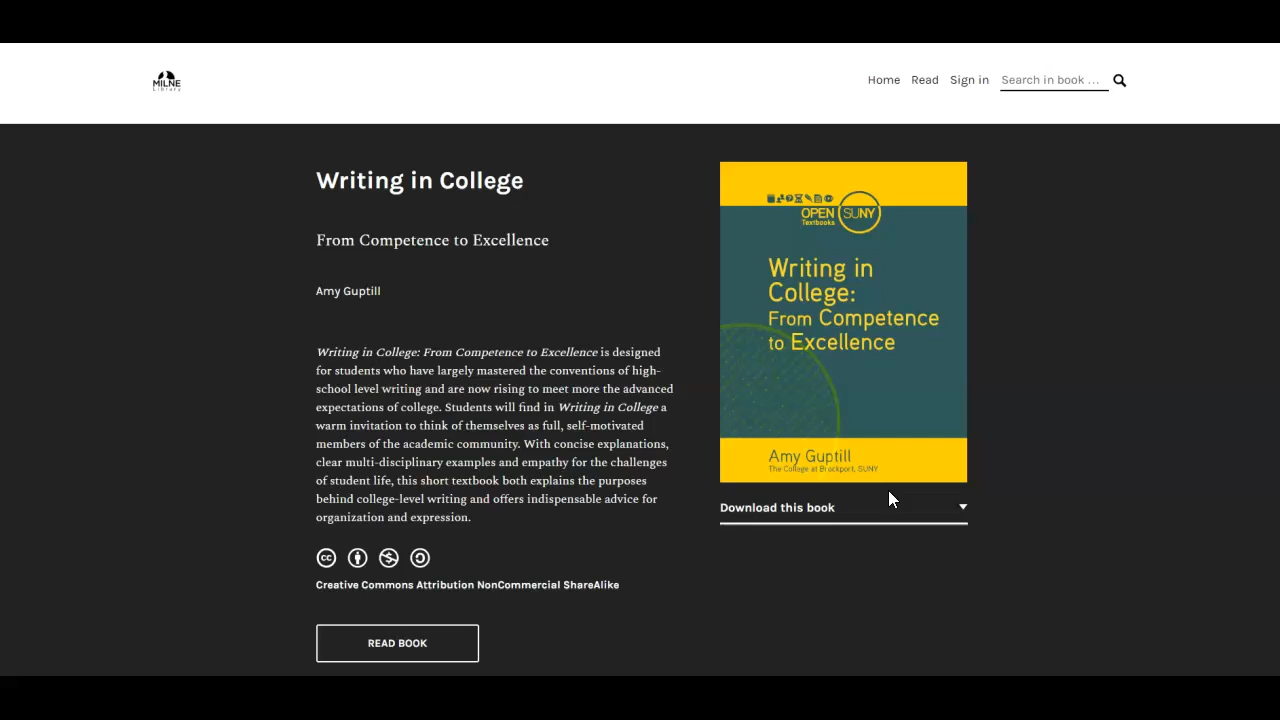 MILNE
Library
Home Read Sign in Search in book …
Writing in College
From Competence to Excellence
Amy Guptill
Writing in College: From Competence to Excellence is designed
for students who have largely mastered the conventions of high-
school level writing and are now rising to meet more the advanced
expectations of college. Students will find in Writing in College a
warm invitation to think of themselves as full, self-motivated
members of the academic community. With concise explanations,
clear multi-disciplinary examples and empathy for the challenges
of student life, this short textbook both explains the purposes
behind college-level writing and offers indispensable advice for
organization and expression.
cc
Creative Commons Attribution NonCommercial ShareAlike
READ BOOK
OPEN SUNY
Textbooks
Writing in
College:
From Competence
to Excellence
Amy Guptill
The College at Brockport, SUNY
Download this book